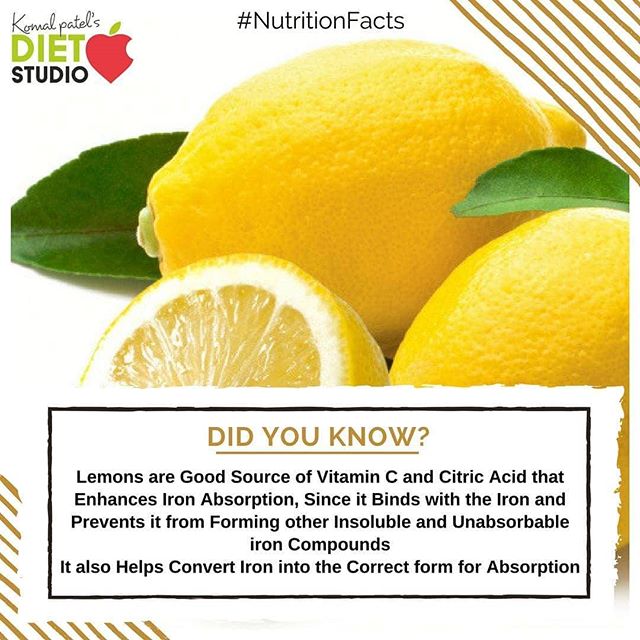 Komal patel's
DIET
STUDIO
#NutritionFacts
DID YOU KNOW?
Lemons are Good Source of Vitamin C and Citric Acid that
Enhances Iron Absorption, Since it Binds with the Iron and
Prevents it from Forming other Insoluble and Unabsorbable
iron Compounds
It also Helps Convert Iron into the Correct form for Absorption